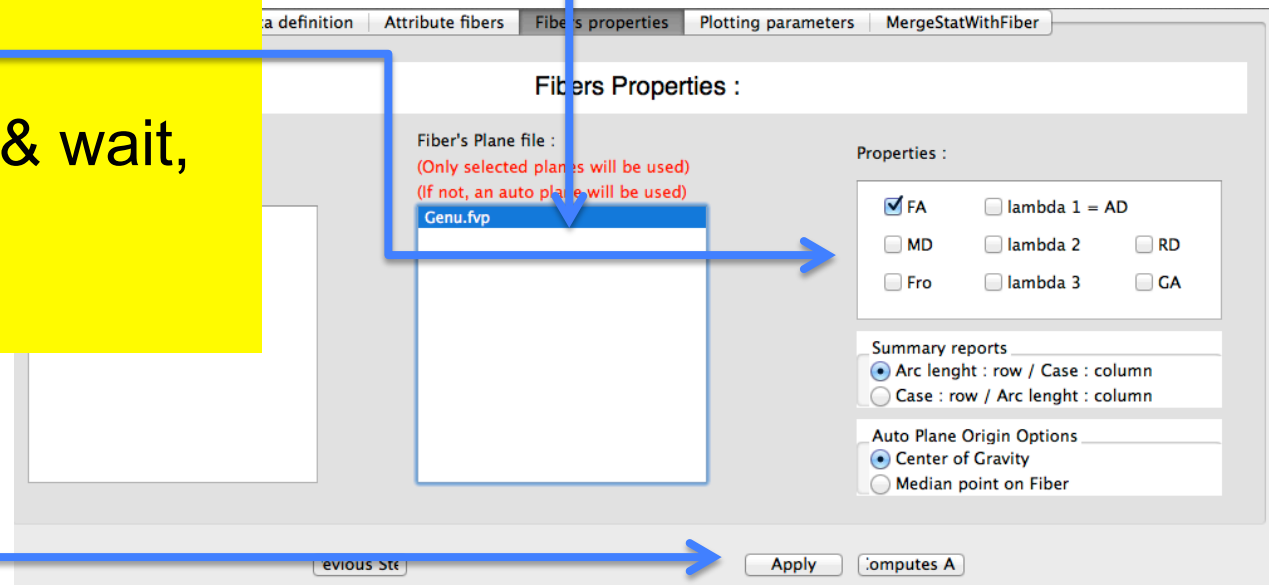 a definition Attribute fibers Fibers properties Plotting parameters MergeStatWithFiber
Fibers Properties :
& wait,
Fiber's Plane file :
(Only selected planes will be used)
(If not, an auto plane will be used)
Genu.fvp
Properties :
FA lambda 1 = AD
MD lambda 2 RD
Fro lambda 3 GA
Summary reports
Arc lenght : row / Case : column
Case : row / Arc lenght : column
Auto Plane Origin Options
Center of Gravity
Median point on Fiber
evious Ste Apply omputes A